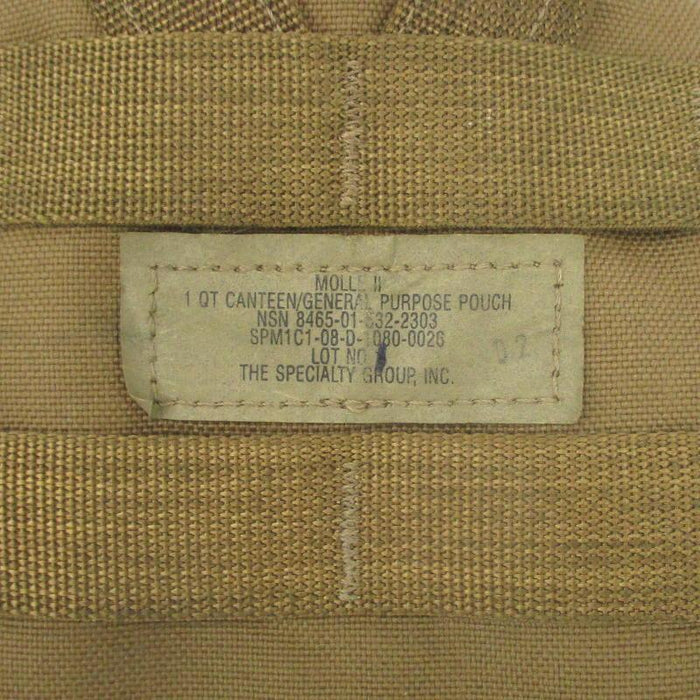 MOLLE II
1 QT CANTEEN/GENERAL PURPOSE POUCH
NSN 8465-01-532-2303
SPM1C1-08-D-1080-0026
LOT NO 1
THE SPECIALTY GROUP, INC.